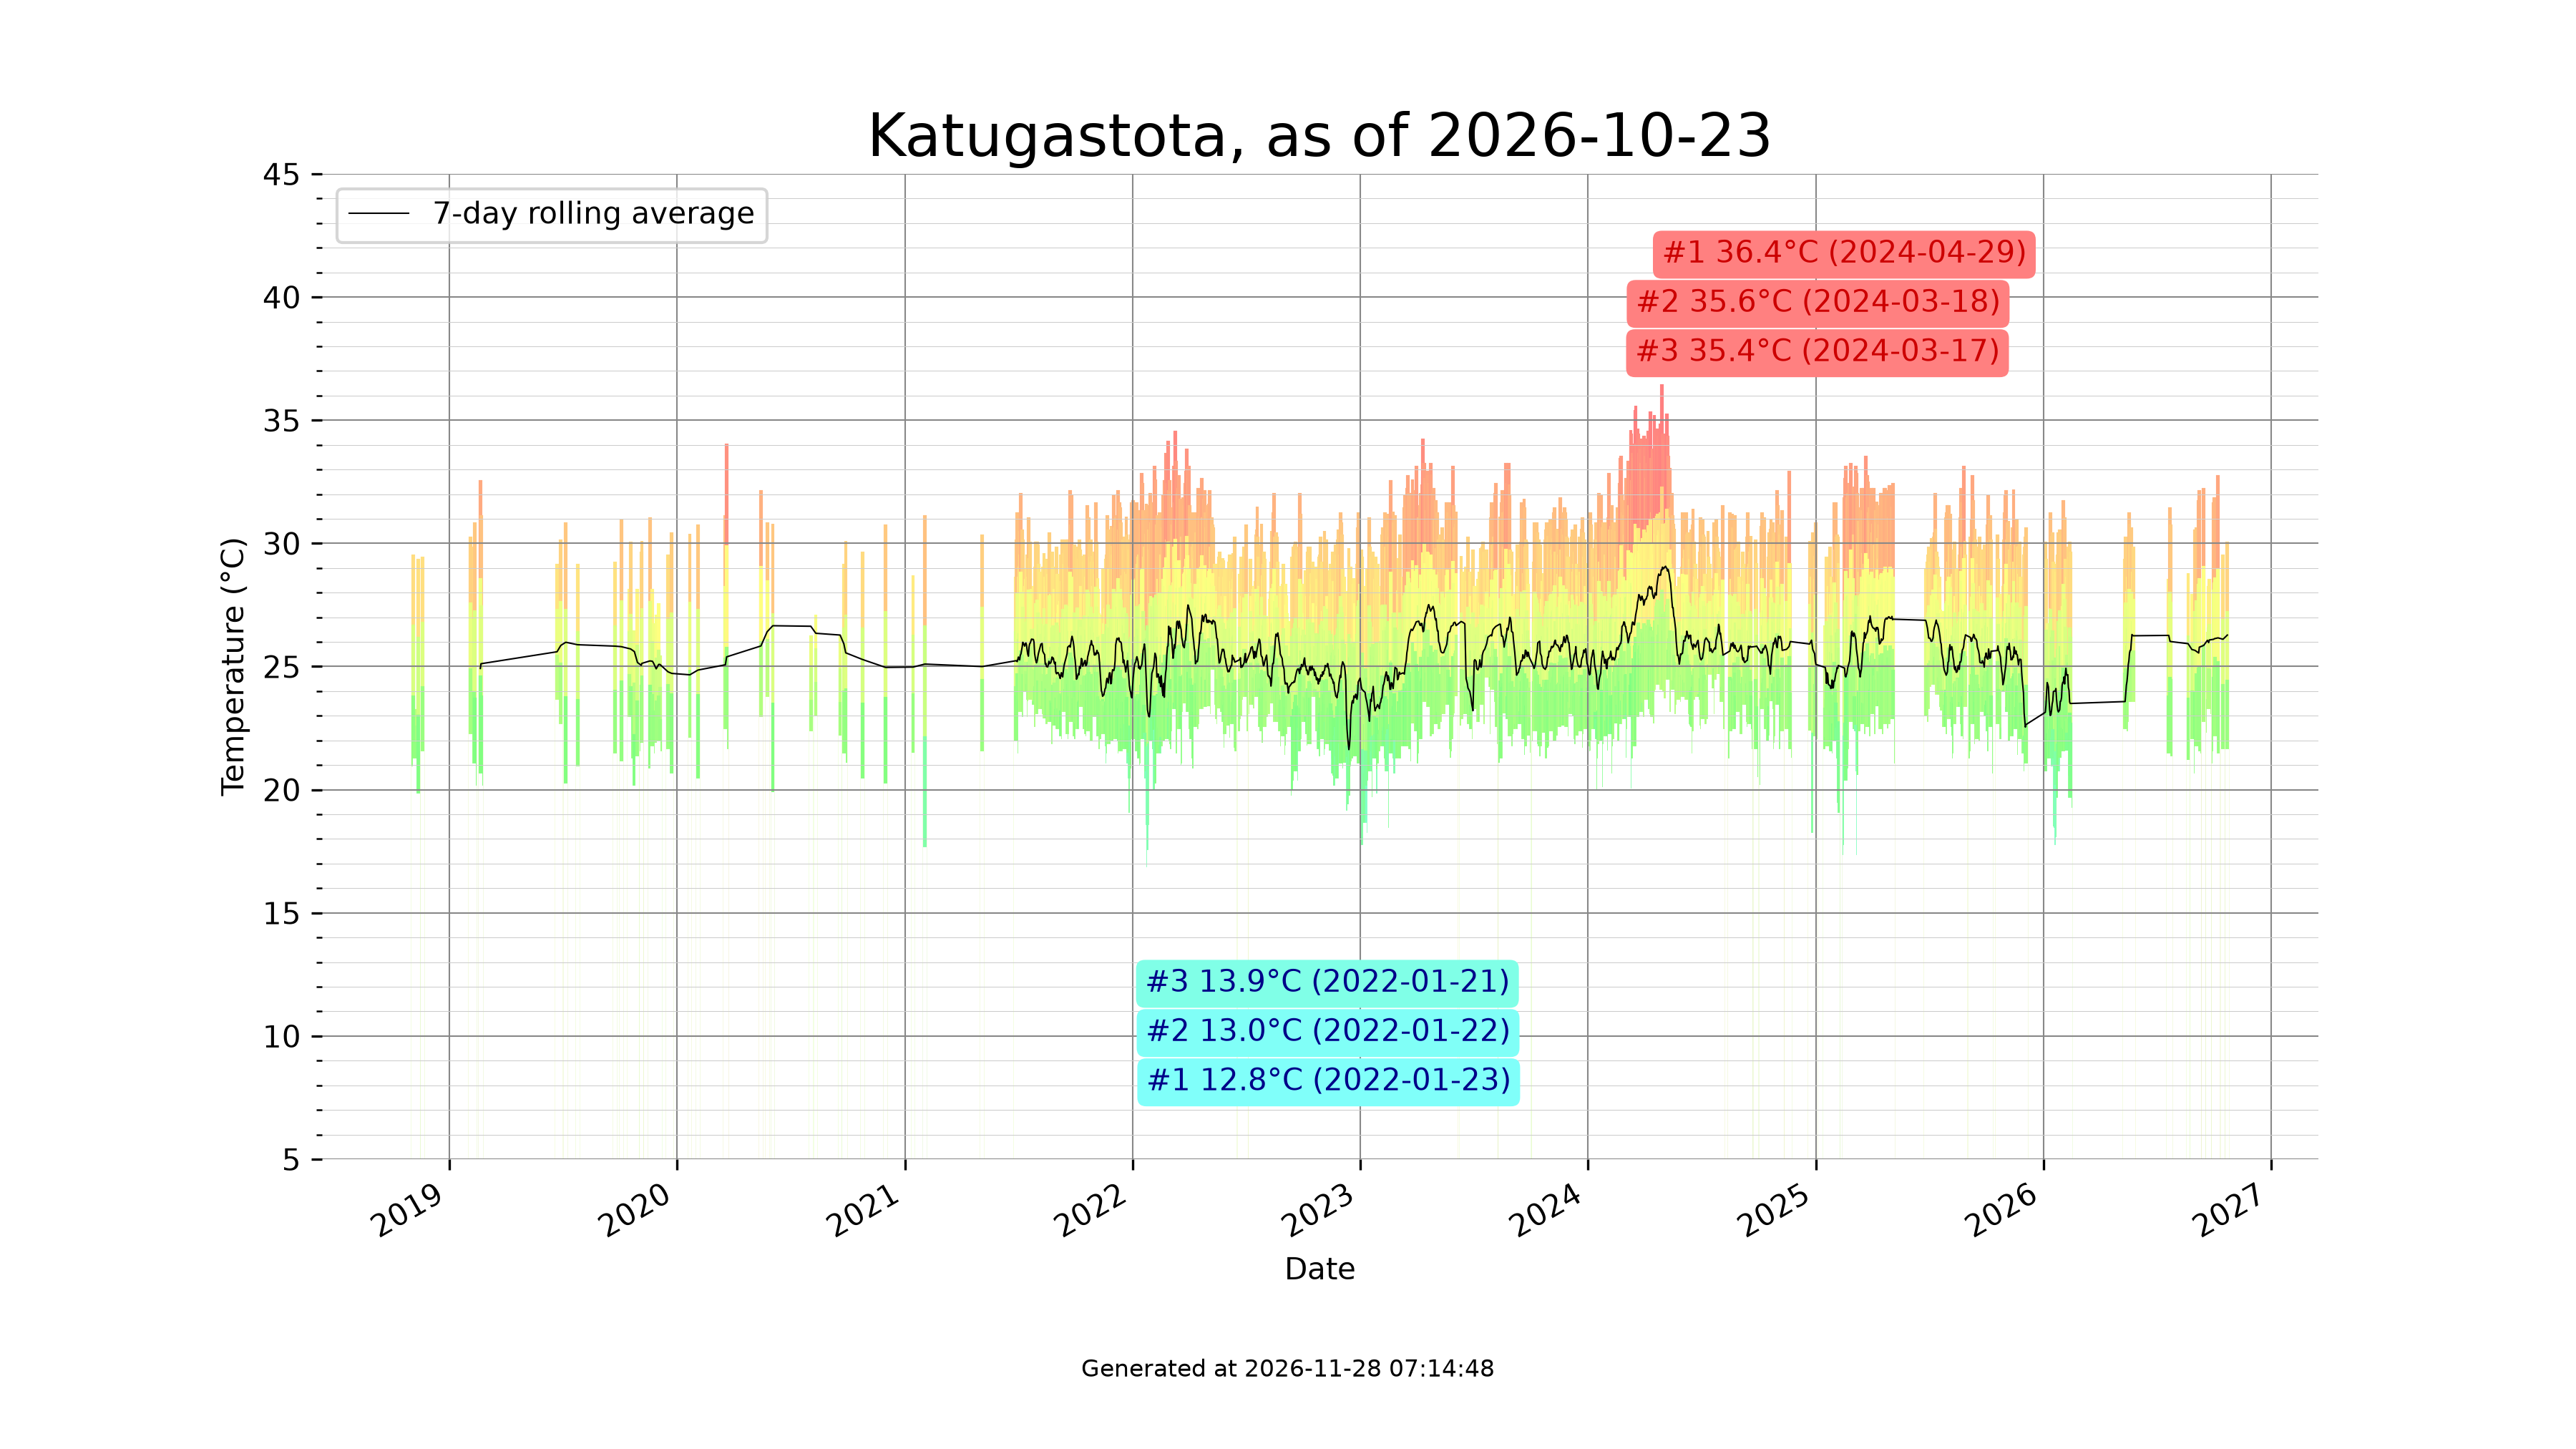 Katugastota, as of 2026-10-23
7-day rolling average
#1 36.4°C (2024-04-29)
#2 35.6°C (2024-03-18)
#3 35.4°C (2024-03-17)
#3 13.9°C (2022-01-21)
#2 13.0°C (2022-01-22)
#1 12.8°C (2022-01-23)
Temperature (°C)
45
40
35
30
25
20
15
10
5
2019
2020
2021
2022
2023
2024
2025
2026
2027
Date
Generated at 2026-11-28 07:14:48